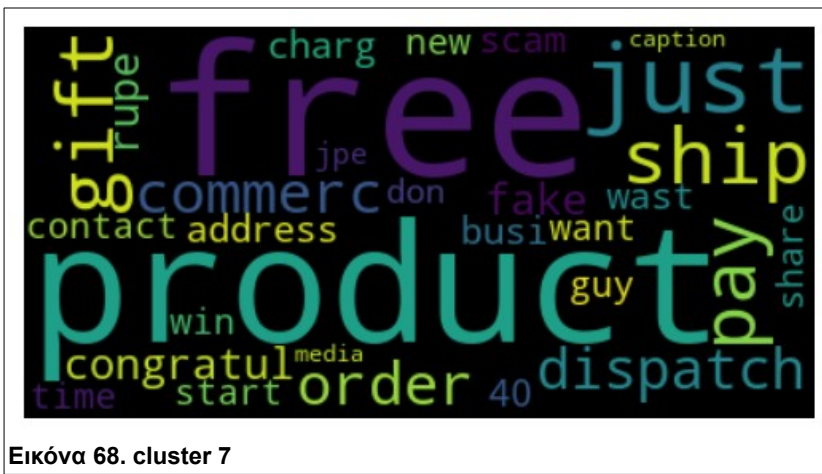 gift rupe charg new scam caption
free just
jpe ship
commerc don fake wast
contact address busi want share
product guy pay
win
congratul media dispatch
time start order 40
Εικόνα 68. cluster 7